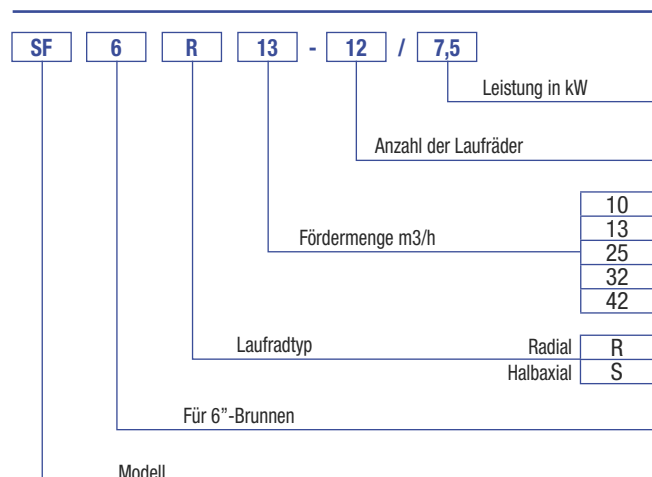 SF 6 R 13 - 12 / 7,5
Leistung in kW
Anzahl der Laufräder
10
13
Fördermenge m3/h
25
32
42
Laufradtyp Radial R
Halbaxial S
Für 6”-Brunnen
Modell